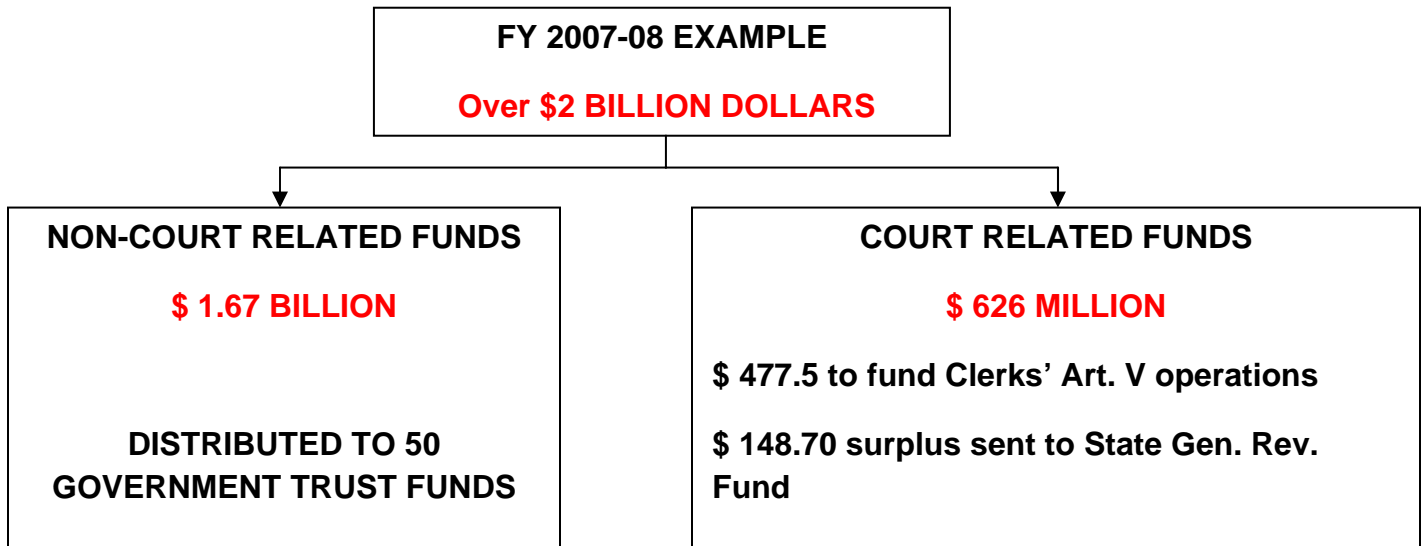 FY 2007-08 EXAMPLE
Over $2 BILLION DOLLARS
NON-COURT RELATED FUNDS
$ 1.67 BILLION
DISTRIBUTED TO 50
GOVERNMENT TRUST FUNDS
COURT RELATED FUNDS
$ 626 MILLION
$ 477.5 to fund Clerks’ Art. V operations
$ 148.70 surplus sent to State Gen. Rev.
Fund